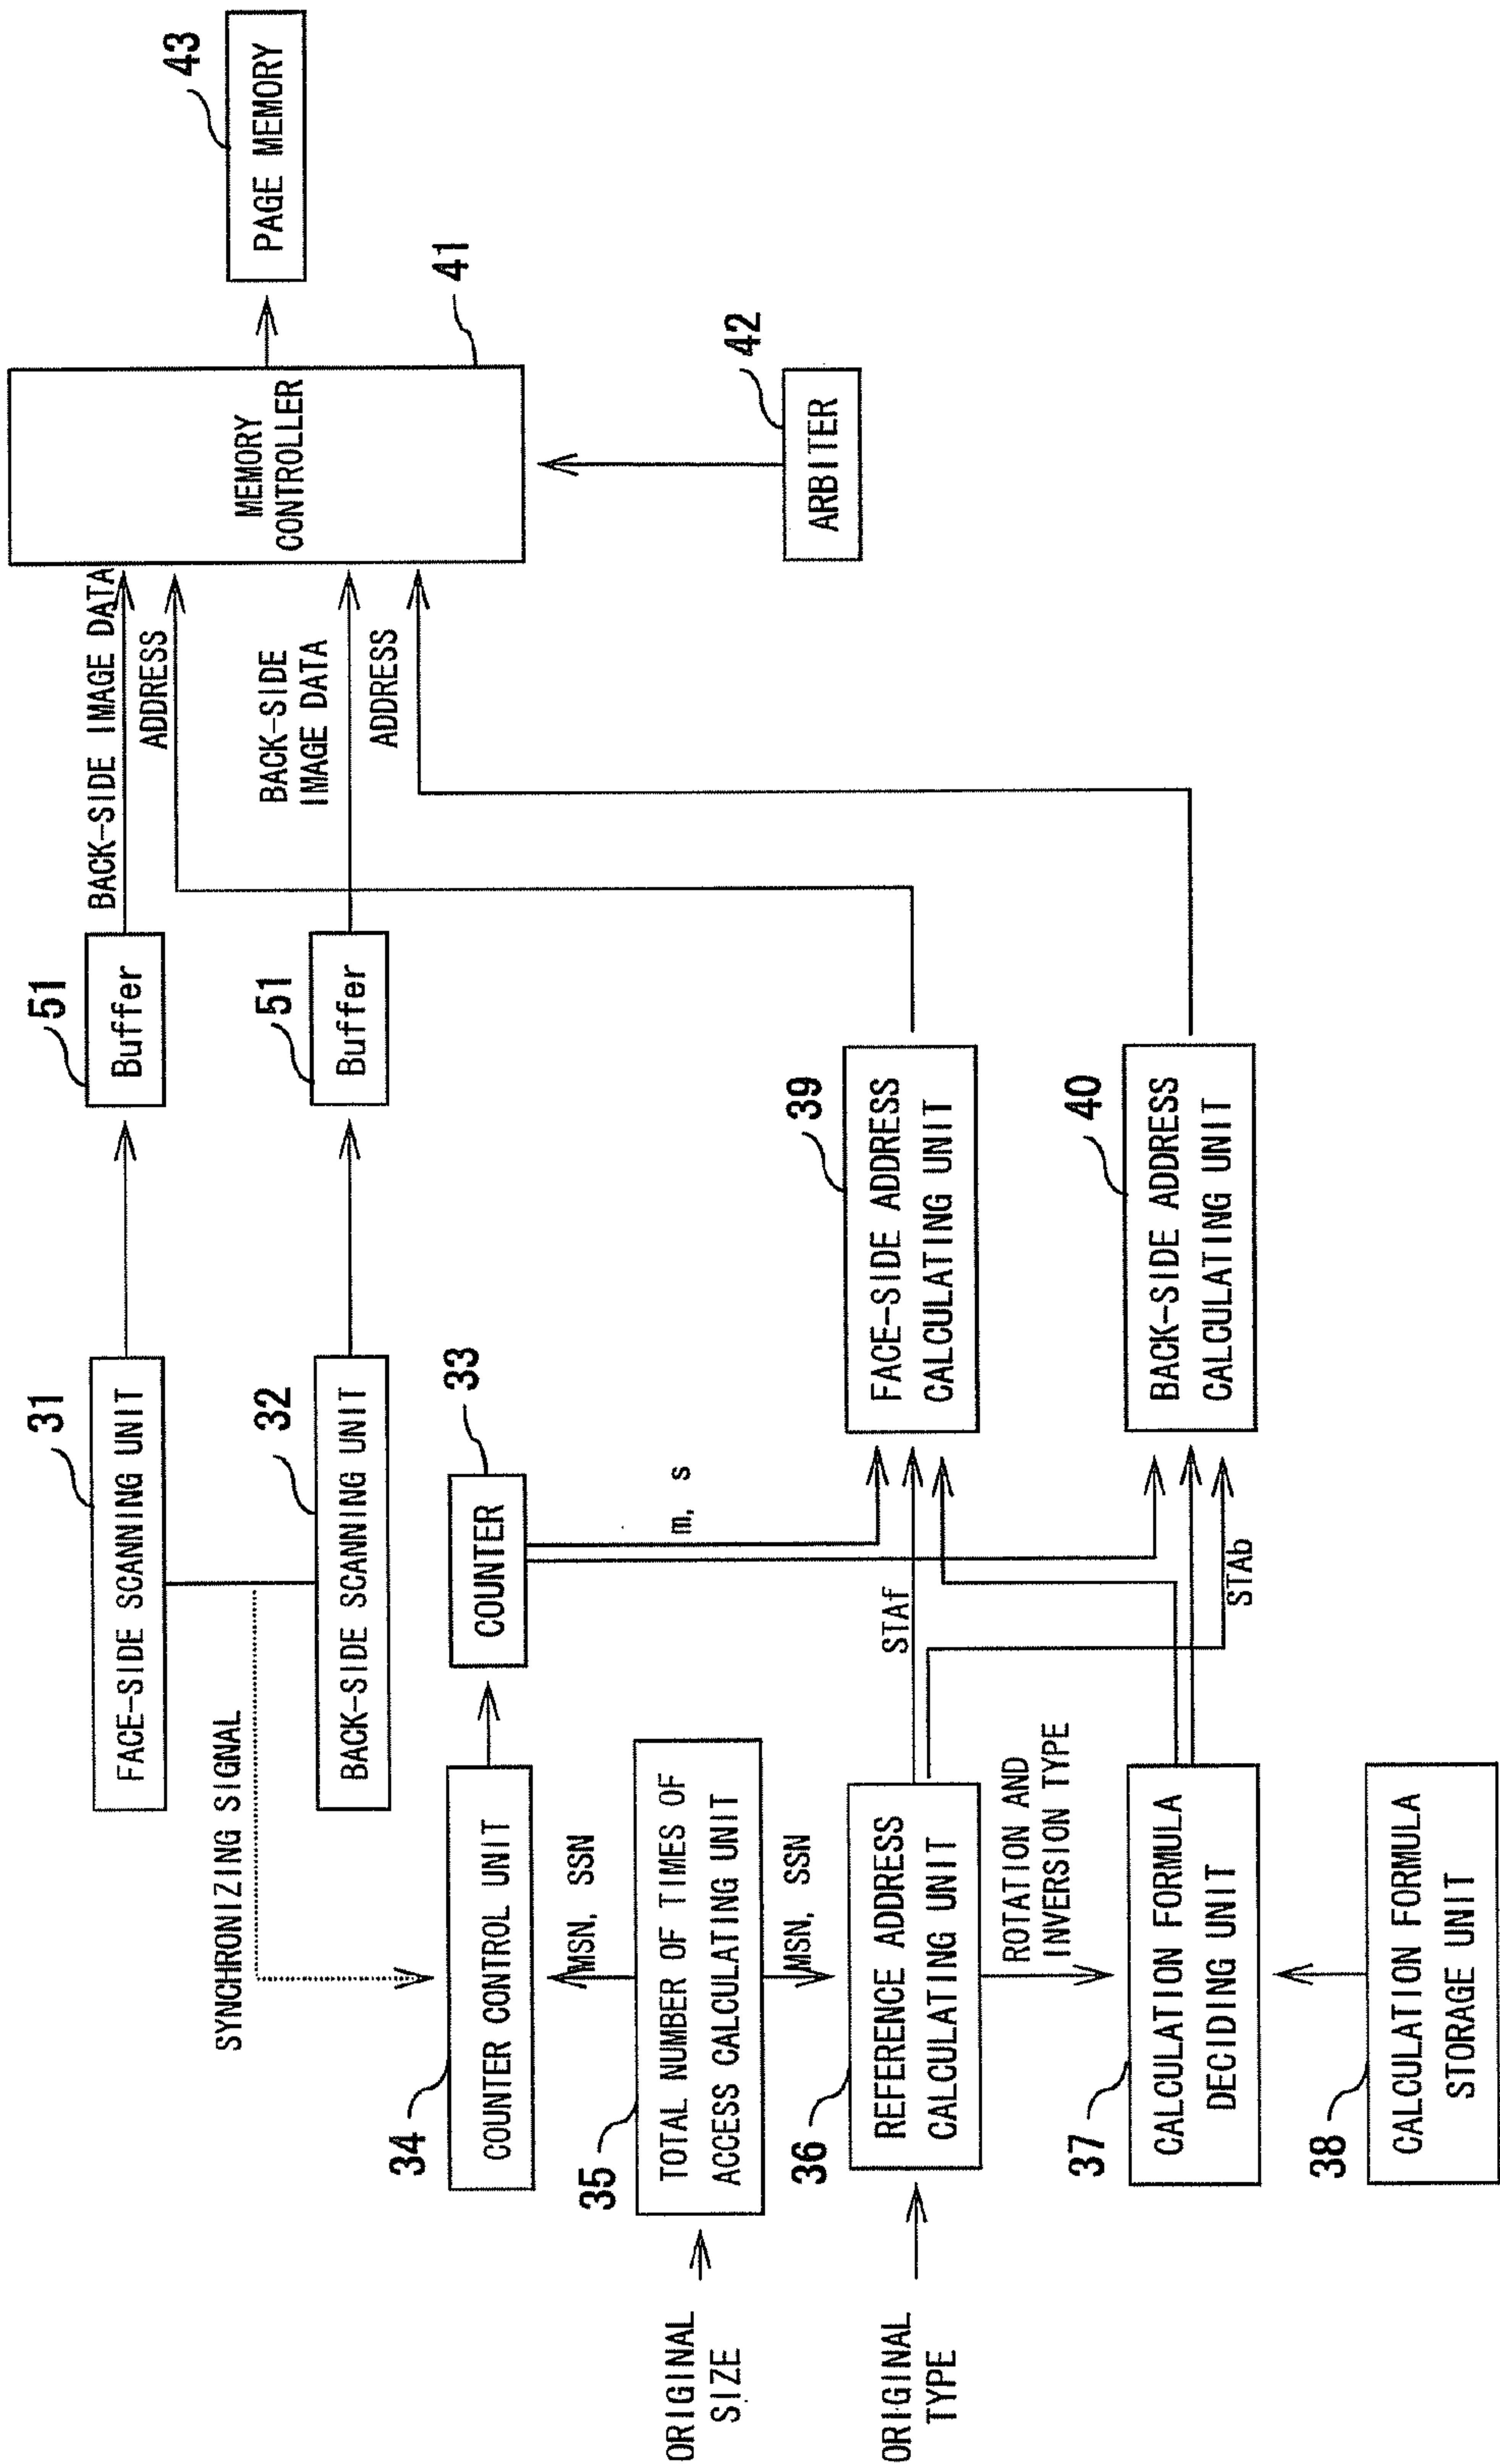 31
FACE-SIDE SCANNING UNIT
51
Buffer
BACK-SIDE IMAGE DATA
ADDRESS
MEMORY
CONTROLLER
41
43
PAGE MEMORY
SYNCHRONIZING SIGNAL
32
BACK-SIDE SCANNING UNIT
51
Buffer
BACK-SIDE
IMAGE DATA
ADDRESS
34
COUNTER CONTROL UNIT
33
COUNTER
MSN, SSN
m, s
42
ARBITER
ORIGINAL
SIZE
35
TOTAL NUMBER OF TIMES OF
ACCESS CALCULATING UNIT
MSN, SSN
ORIGINAL
TYPE
36
REFERENCE ADDRESS
CALCULATING UNIT
STAf
39
FACE-SIDE ADDRESS
CALCULATING UNIT
ROTATION AND
INVERSION TYPE
37
CALCULATION FORMULA
DECIDING UNIT
STAb
40
BACK-SIDE ADDRESS
CALCULATING UNIT
38
CALCULATION FORMULA
STORAGE UNIT